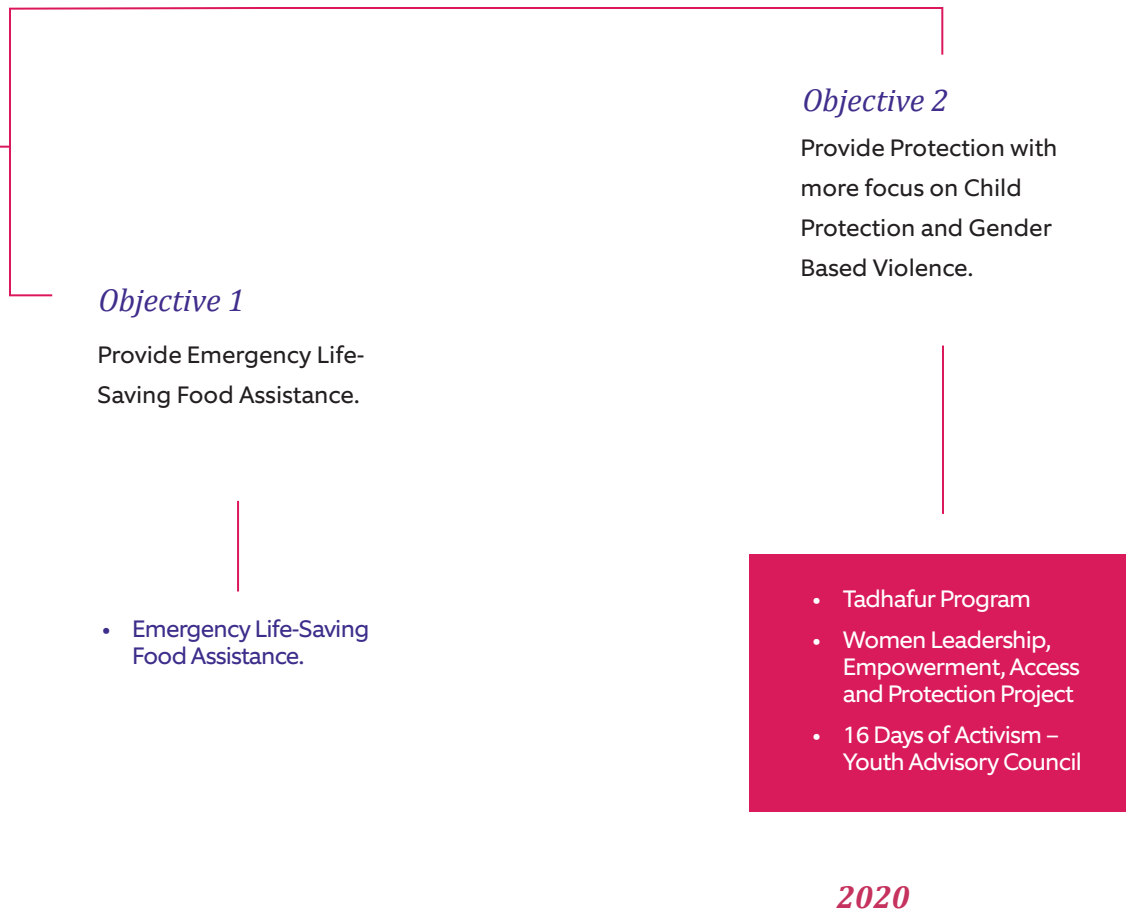 Objective 1
Provide Emergency Life-
Saving Food Assistance.
• Emergency Life-Saving
Food Assistance.
Objective 2
Provide Protection with
more focus on Child
Protection and Gender
Based Violence.
• Tadhafur Program
• Women Leadership,
Empowerment, Access
and Protection Project
• 16 Days of Activism –
Youth Advisory Council
2020